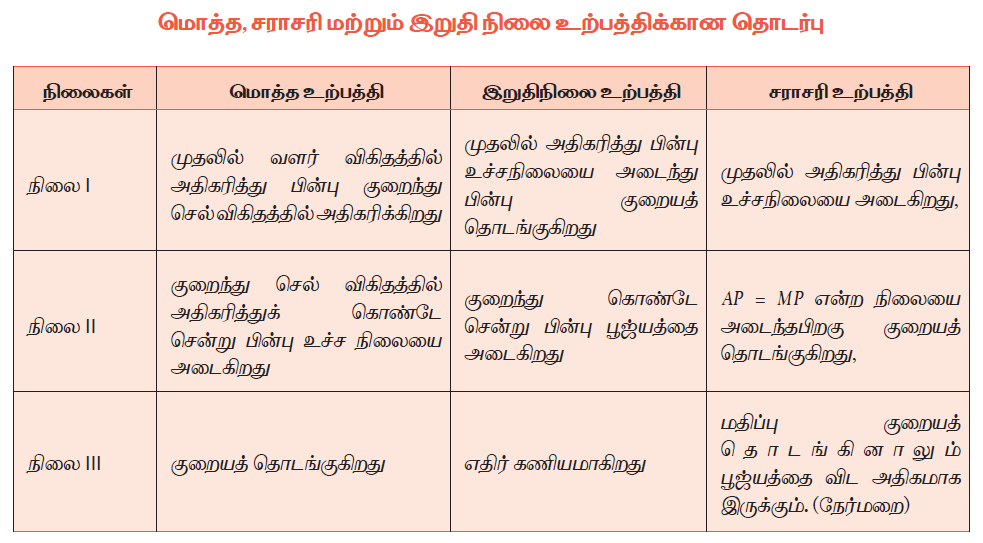 மொத்த, சராசரி மற்றும் இறுதி நிலை உற்பத்திக்கான தொடர்பு
நிலைகள்
மொத்த உற்பத்தி
இறுதிநிலை உற்பத்தி
சராசரி உற்பத்தி
நிலை I
முதலில் வளர் விகிதத்தில்
அதிகரித்து பின்பு குறைந்து
செல் விகிதத்தில் அதிகரிக்கிறது
முதலில் அதிகரித்து பின்பு
உச்சநிலையை அடைந்து
பின்பு குறையத்
தொடங்குகிறது
முதலில் அதிகரித்து பின்பு
உச்சநிலையை அடைகிறது,
நிலை II
குறைந்து செல் விகிதத்தில்
அதிகரித்துக் கொண்டே
சென்று பின்பு உச்ச நிலையை
அடைகிறது
குறைந்து கொண்டே
சென்று பின்பு பூஜ்யத்தை
அடைகிறது
AP = MP என்ற நிலையை
அடைந்தபிறகு குறையத்
தொடங்குகிறது,
நிலை III
குறையத் தொடங்குகிறது
எதிர் கணியமாகிறது
மதிப்பு குறையத்
தொடங்கினாலும்
பூஜ்யத்தை விட அதிகமாக
இருக்கும். (நேர்மறை)